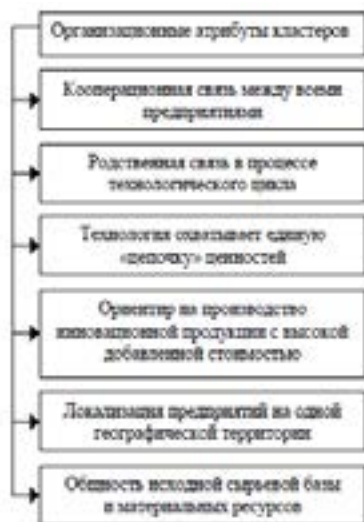 Организационные атрибуты кластеров
Кооперационная связь между всеми
предприятиями
Родственная связь в процессе
технологического цикла
Технология охватывает единую
«цепочку» ценностей
Ориентир на производство
инновационной продукции с высокой
добавленной стоимостью
Локализация предприятий на одной
географической территории
Общность исходной сырьевой базы
и материальных ресурсов